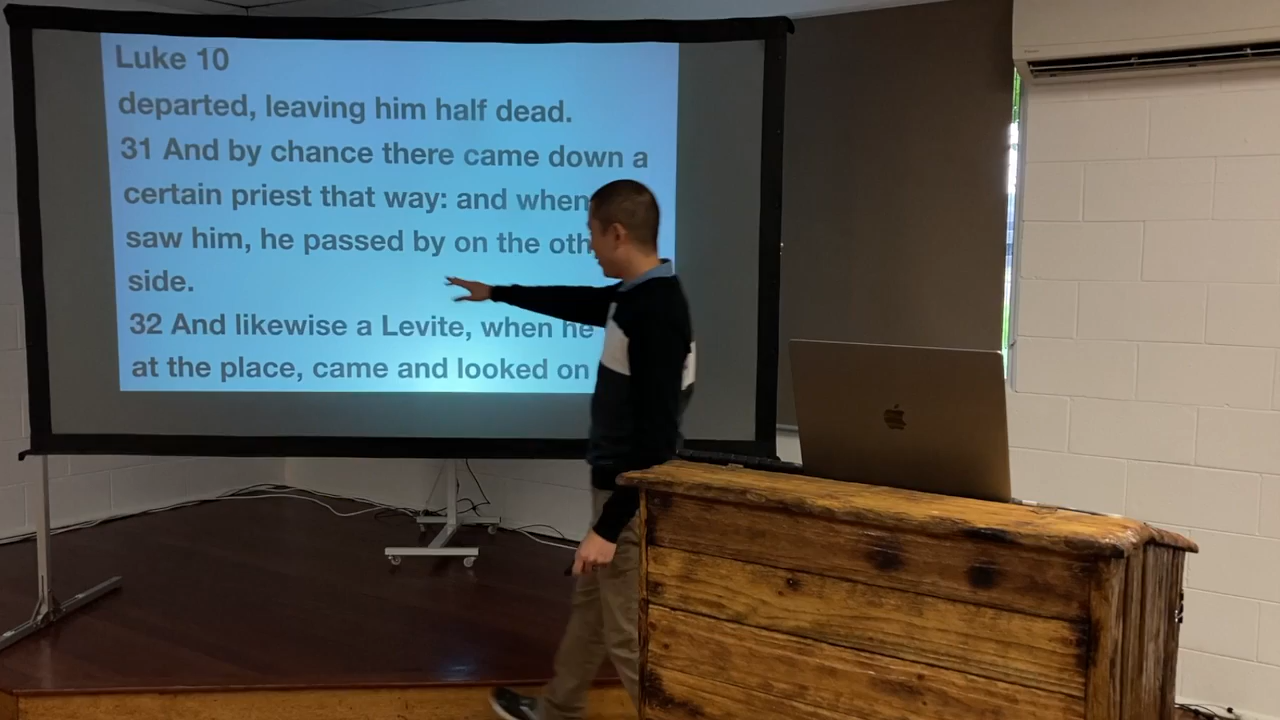 Luke 10
departed, leaving him half dead.
31 And by chance there came down a
certain priest that way: and when
saw him, he passed by on the oth
side.
32 And likewise a Levite, when he
at the place, came and looked on